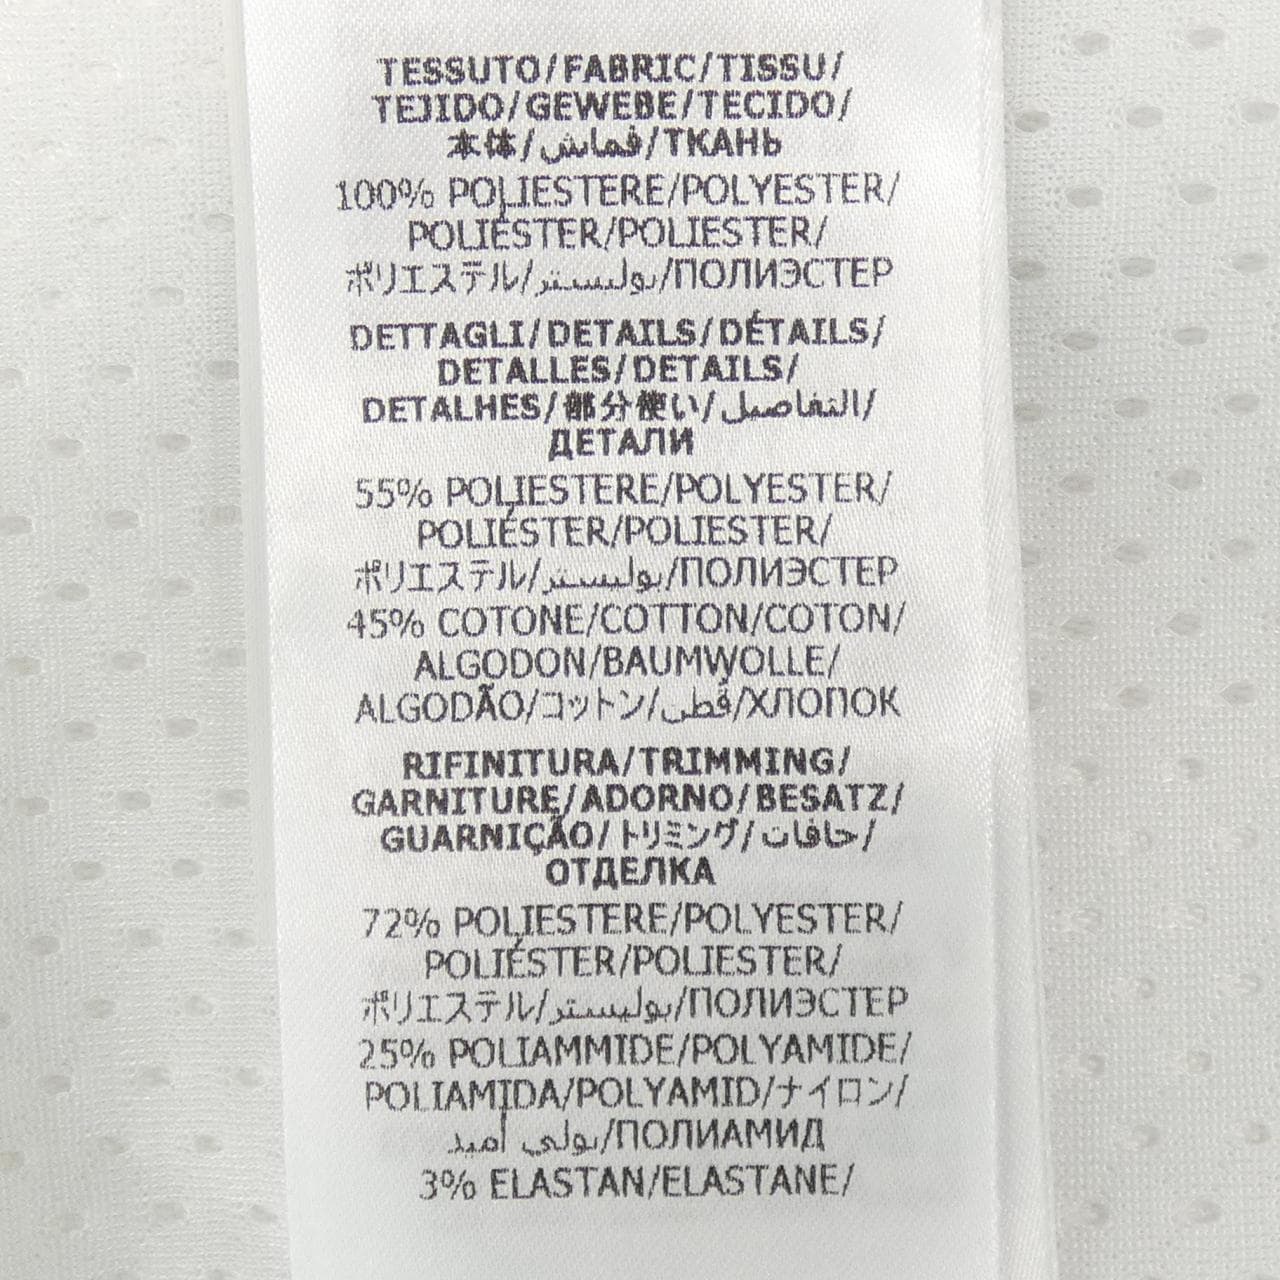 TESSUTO/FABRIC/TISSU/
TEJIDO/GEWEBE/TECIDO/
本体/قماش/ТКАНЬ
100% POLIESTERE/POLYESTER/
POLIÉSTER/POLIESTER/
ポリエステル/بوليستر/ПОЛИЭСТЕР
DETTAGLI/DETAILS/DÉTAILS/
DETALLES/DETAILS/
DETALHES/部分使い/التفاصيل/
ДЕТАЛИ
55% POLIESTERE/POLYESTER/
POLIÉSTER/POLIESTER/
ポリエステル/بوليستر/ПОЛИЭСТЕР
45% COTONE/COTTON/COTON/
ALGODON/BAUMWOLLE/
ALGODÃO/コットン/قطن/ХЛОПОК
RIFINITURA/TRIMMING/
GARNITURE/ADORNO/BESATZ/
GUARNIÇÃO/トリミング/حافات/
ОТДЕЛКА
72% POLIESTERE/POLYESTER/
POLIÉSTER/POLIESTER/
ポリエステル/بوليستر/ПОЛИЭСТЕР
25% POLIAMMIDE/POLYAMIDE/
POLIAMIDA/POLYAMID/ナイロン/
بولي أميد/ПОЛИАМИД
3% ELASTAN/ELASTANE/